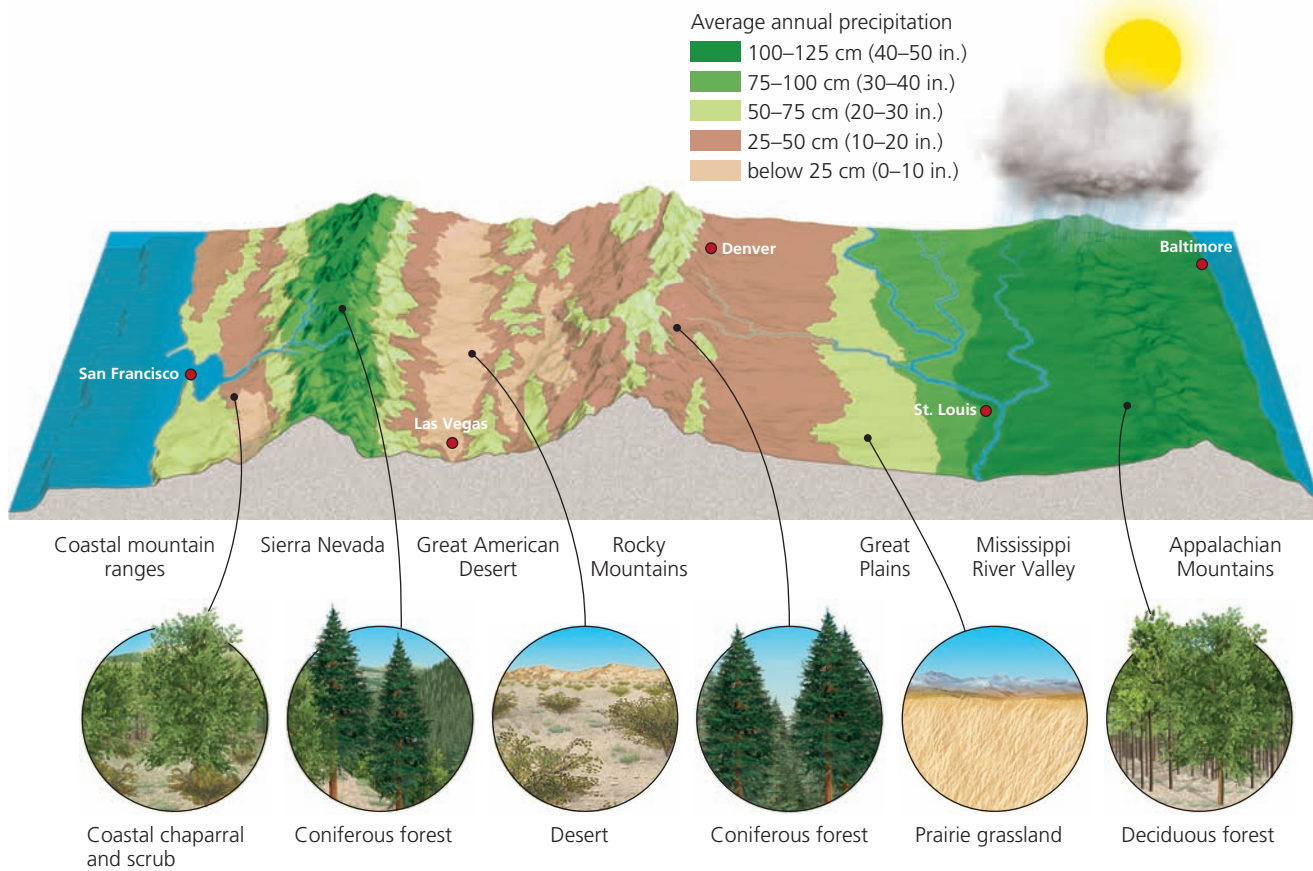 Average annual precipitation
100–125 cm (40–50 in.)
75–100 cm (30–40 in.)
50–75 cm (20–30 in.)
25–50 cm (10–20 in.)
below 25 cm (0–10 in.)
Denver
Baltimore
San Francisco
Las Vegas
St. Louis
Coastal mountain
ranges
Sierra Nevada
Great American
Desert
Rocky
Mountains
Great
Plains
Mississippi
River Valley
Appalachian
Mountains
Coastal chaparral
and scrub
Coniferous forest
Desert
Coniferous forest
Prairie grassland
Deciduous forest